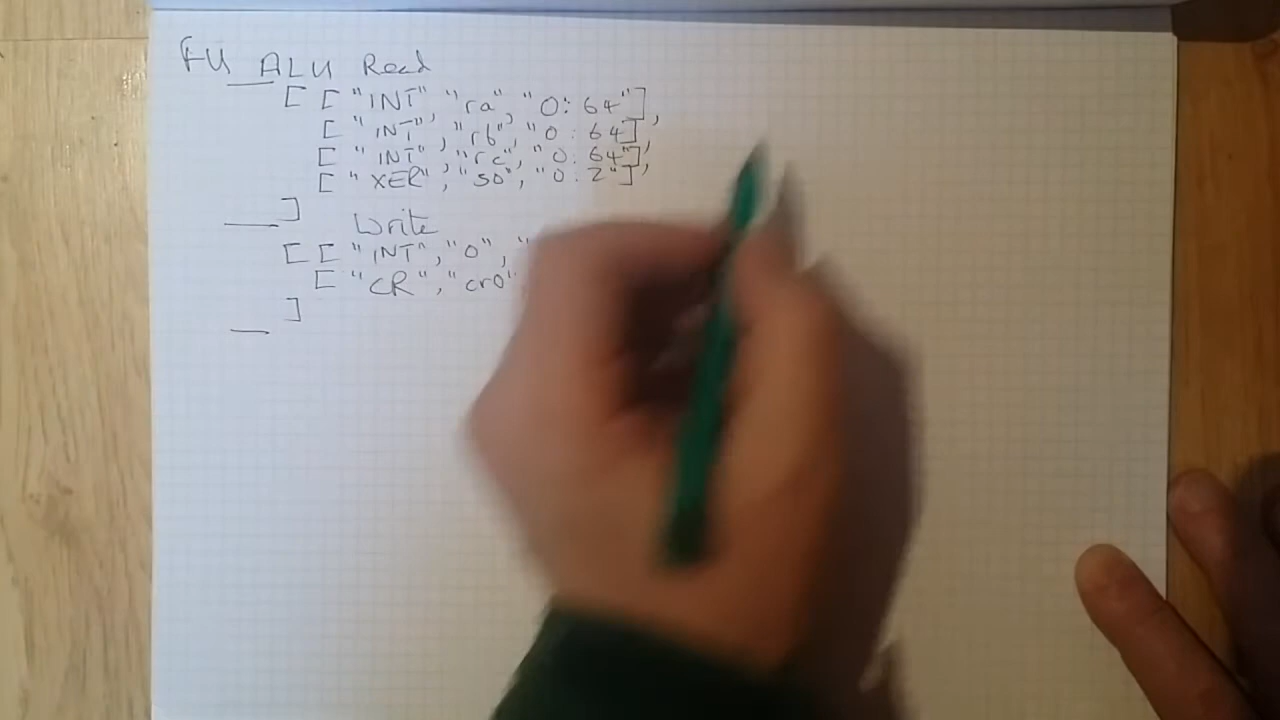 FU ALU Read
[ [ "INT", "ra", "0:64"],
[ "INT", "rb", "0:64]
[ "INT", "rc", "0:64"],
[ "XER", "so", "0:2"],
]
Write
[ [ "INT", "o", "
[ "CR", "cr0"
]